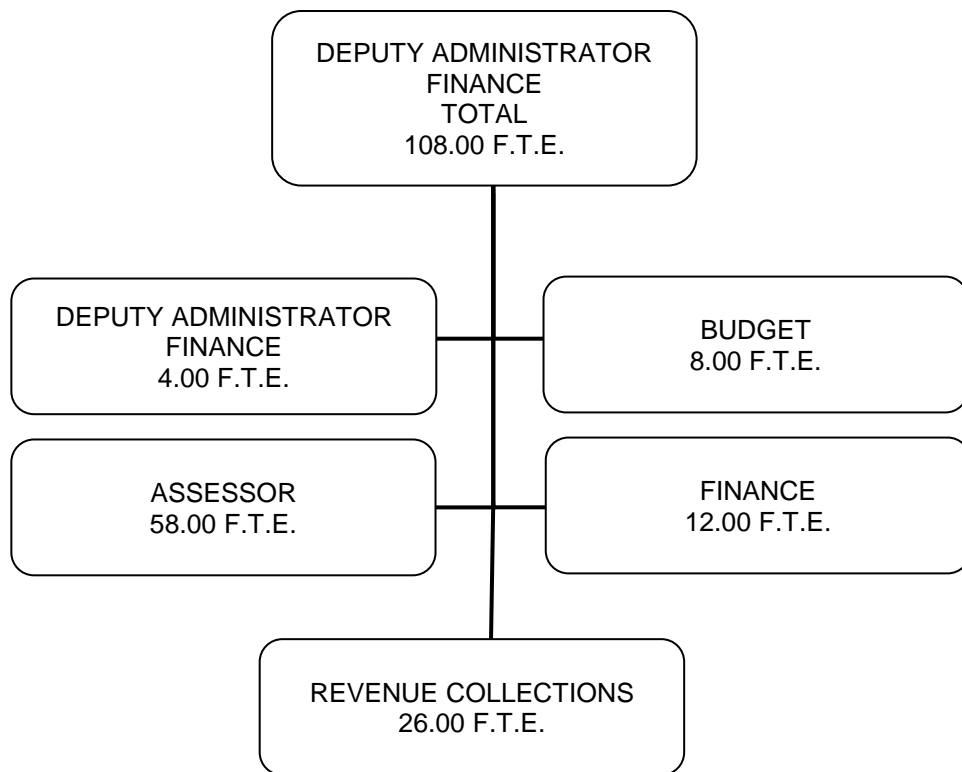 DEPUTY ADMINISTRATOR
FINANCE
TOTAL
108.00 F.T.E.
DEPUTY ADMINISTRATOR
FINANCE
4.00 F.T.E.
BUDGET
8.00 F.T.E.
ASSESSOR
58.00 F.T.E.
FINANCE
12.00 F.T.E.
REVENUE COLLECTIONS
26.00 F.T.E.